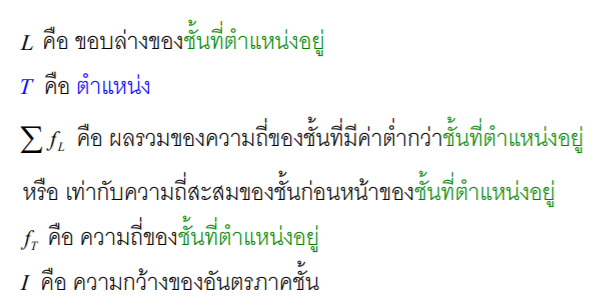 L คือ ขอบล่างของชั้นที่ตำแหน่งอยู่
T คือ ตำแหน่ง
∑ f_L คือ ผลรวมของความถี่ของชั้นที่มีค่าต่ำกว่าชั้นที่ตำแหน่งอยู่
หรือ เท่ากับความถี่สะสมของชั้นก่อนหน้าของชั้นที่ตำแหน่งอยู่
f_T คือ ความถี่ของชั้นที่ตำแหน่งอยู่
I คือ ความกว้างของอันตรภาคชั้น